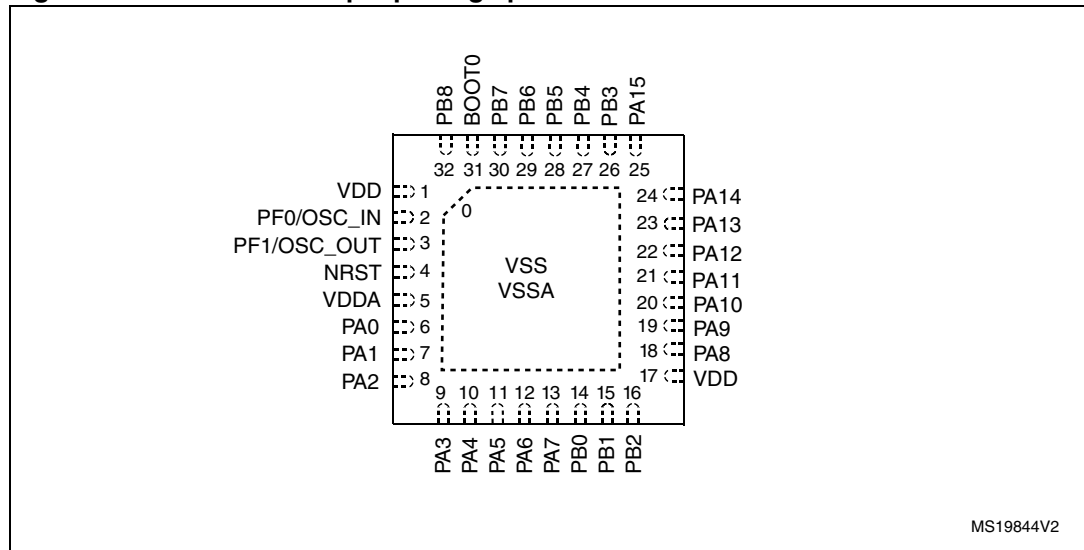 PB8
BOOT0
PB7
PB6
PB5
PB4
PB3
PA15
32 31 30 29 28 27 26 25
VDD 1
PF0/OSC_IN 2
PF1/OSC_OUT 3
NRST 4
VDDA 5
PA0 6
PA1 7
PA2 8
0
VSS
VSSA
24 PA14
23 PA13
22 PA12
21 PA11
20 PA10
19 PA9
18 PA8
17 VDD
9 10 11 12 13 14 15 16
PA3
PA4
PA5
PA6
PA7
PB0
PB1
PB2
MS19844V2